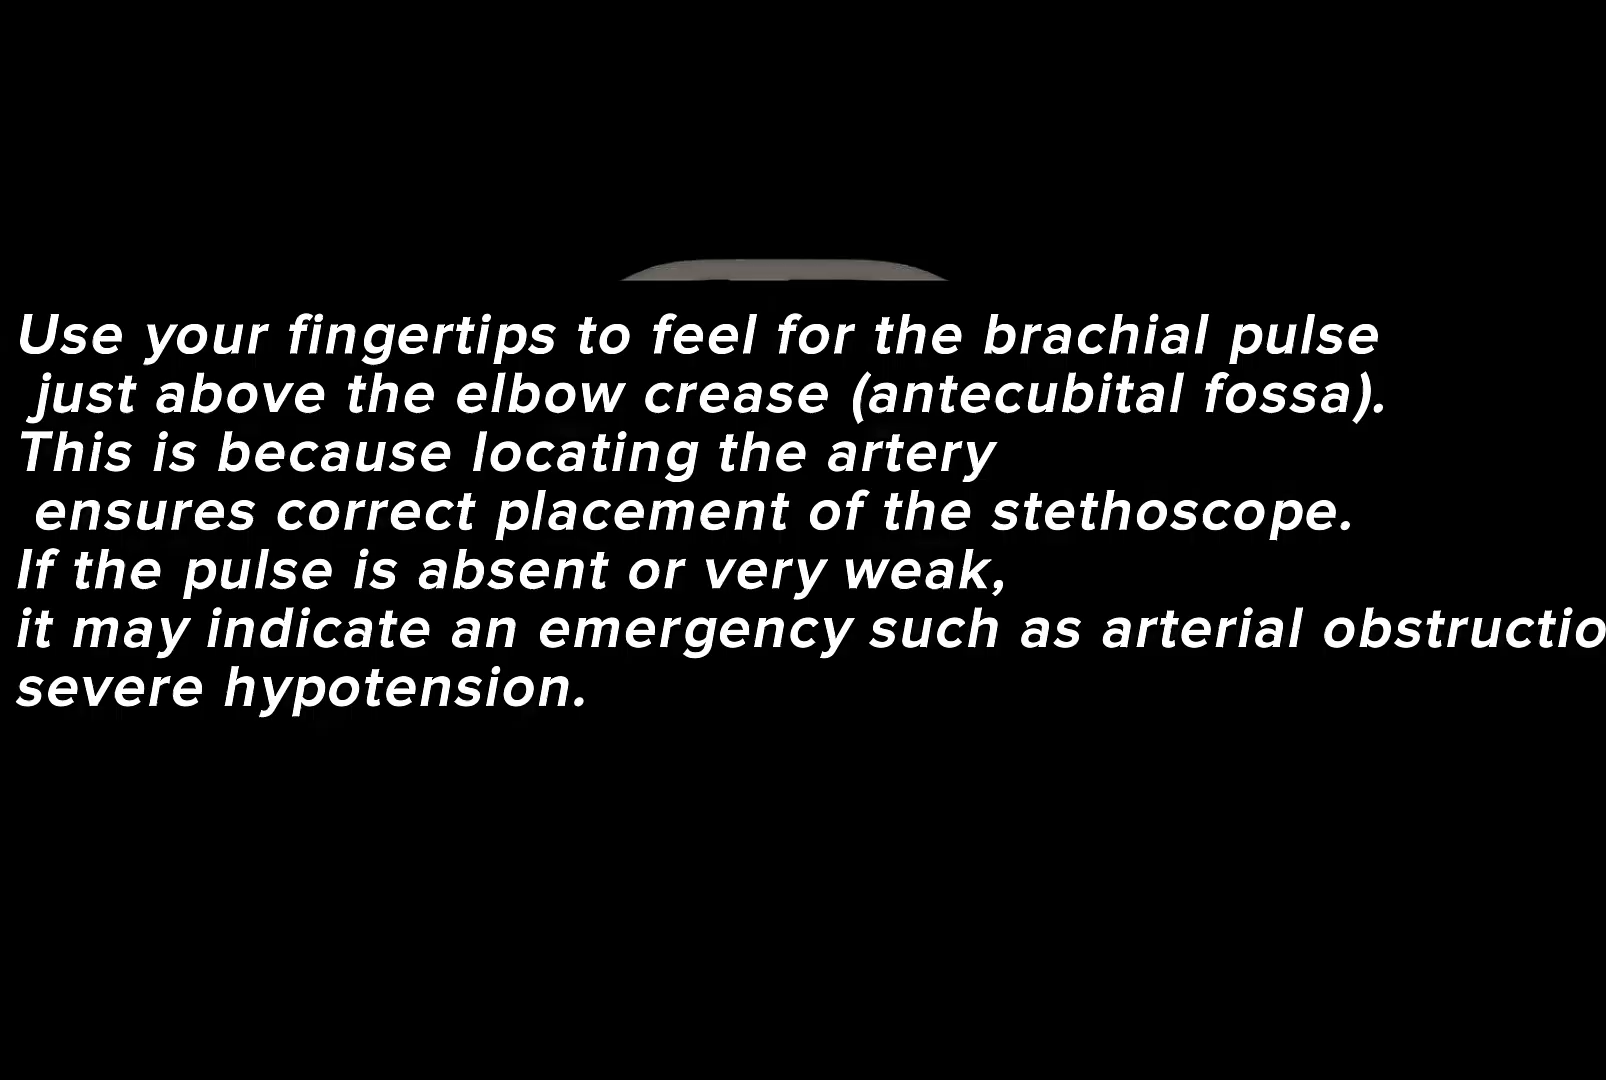 Use your fingertips to feel for the brachial pulse
just above the elbow crease (antecubital fossa).
This is because locating the artery
ensures correct placement of the stethoscope.
If the pulse is absent or very weak,
it may indicate an emergency such as arterial obstructio
severe hypotension.